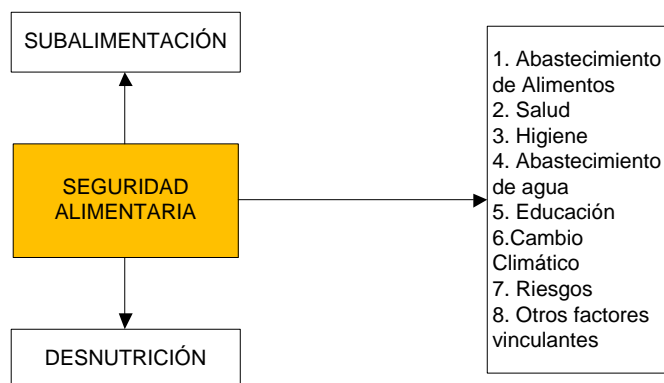 SUBALIMENTACIÓN
SEGURIDAD
ALIMENTARIA
DESNUTRICIÓN
1. Abastecimiento
de Alimentos
2. Salud
3. Higiene
4. Abastecimiento
de agua
5. Educación
6.Cambio
Climático
7. Riesgos
8. Otros factores
vinculantes